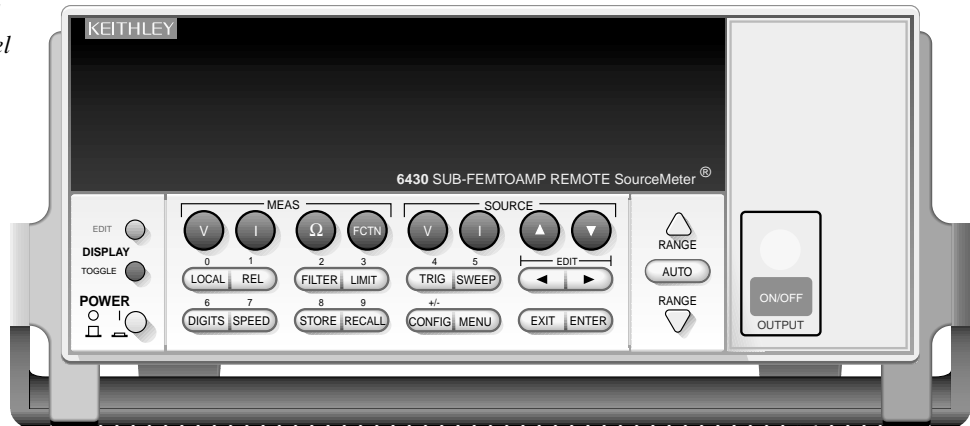 el
KEITHLEY
6430 SUB-FEMTOAMP REMOTE SourceMeter ®
MEAS
SOURCE
EDIT
DISPLAY
TOGGLE
POWER
V I Ω FCTN
V I
0 1 2 3 4 5
EDIT
LOCAL REL FILTER LIMIT TRIG SWEEP
6 7 8 9 +/-
DIGITS SPEED STORE RECALL CONFIG MENU EXIT ENTER
RANGE
AUTO
RANGE
ON/OFF
OUTPUT